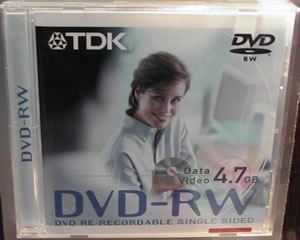 TDK
DVD
RW
DVD-RW
Data
Video
4.7GB
DVD-RW
DVD RE-RECORDABLE SINGLE SIDED